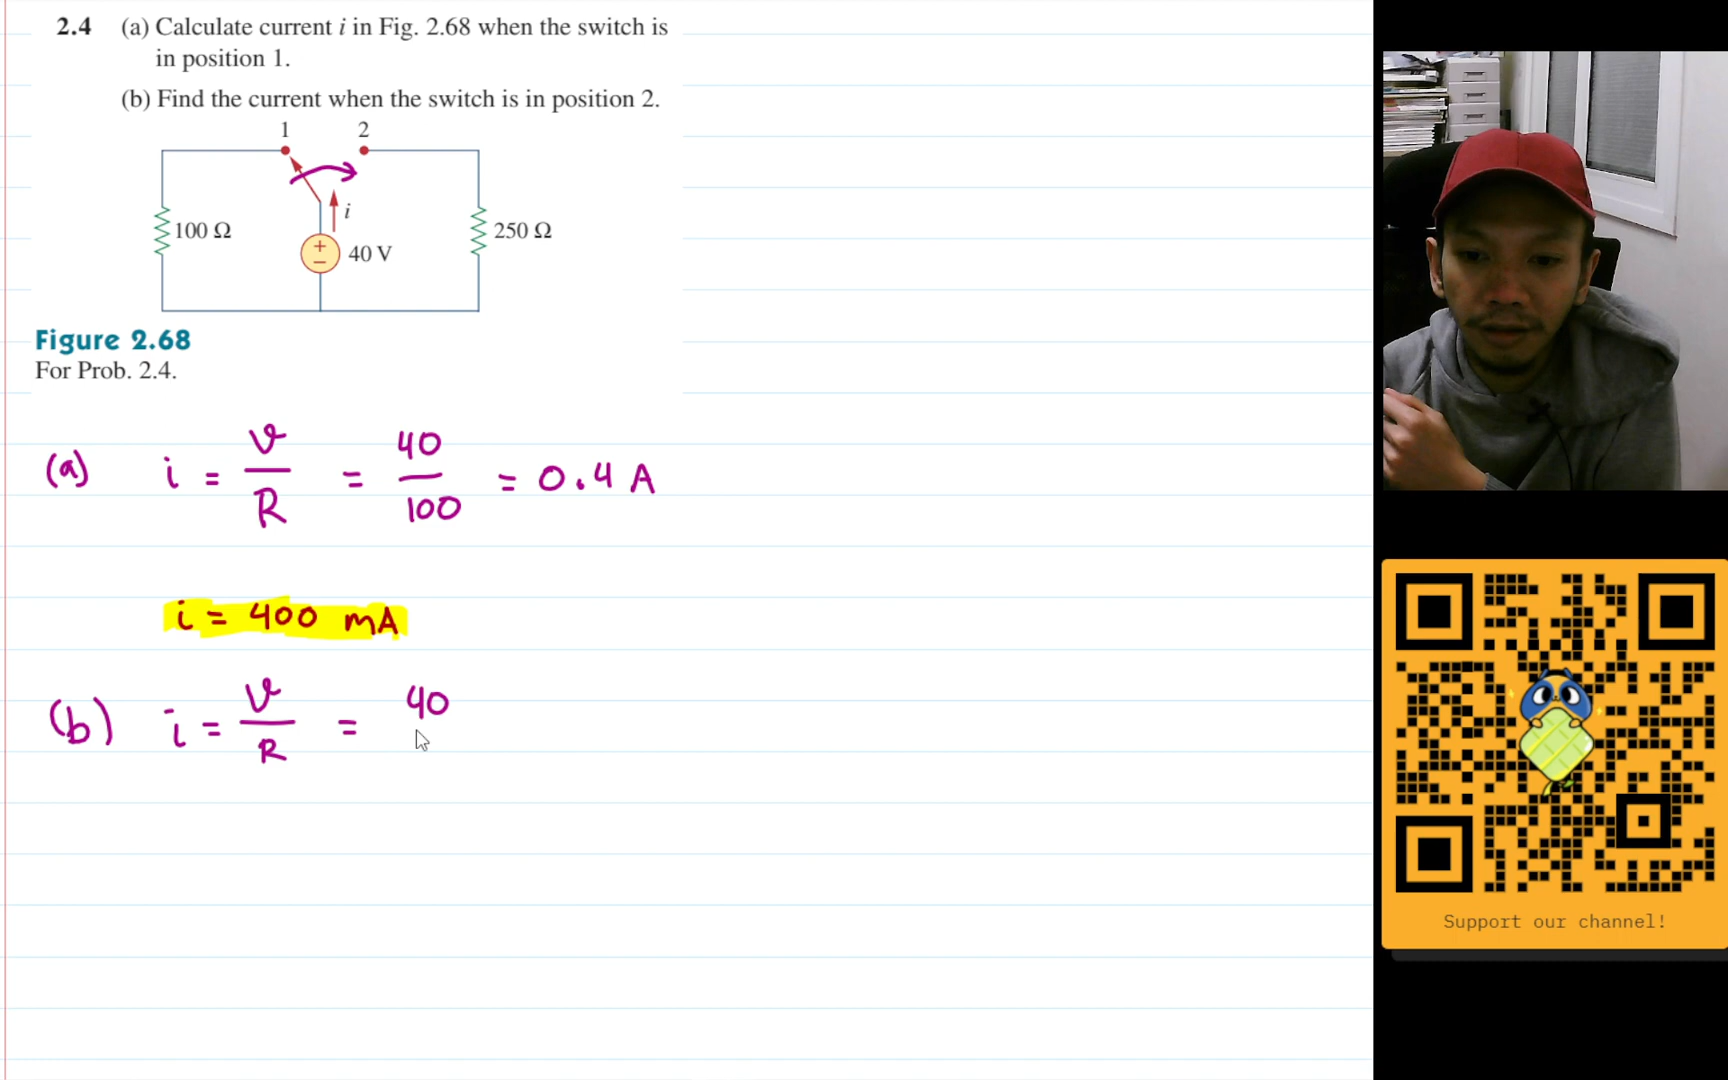 2.4 (a) Calculate current i in Fig. 2.68 when the switch is
in position 1.
(b) Find the current when the switch is in position 2.
1 2
i
100 Ω
250 Ω
+
−
40 V
Figure 2.68
For Prob. 2.4.
(a) i = v/R = 40/100 = 0.4 A
i = 400 mA
(b) i = v/R = 40
Support our channel!